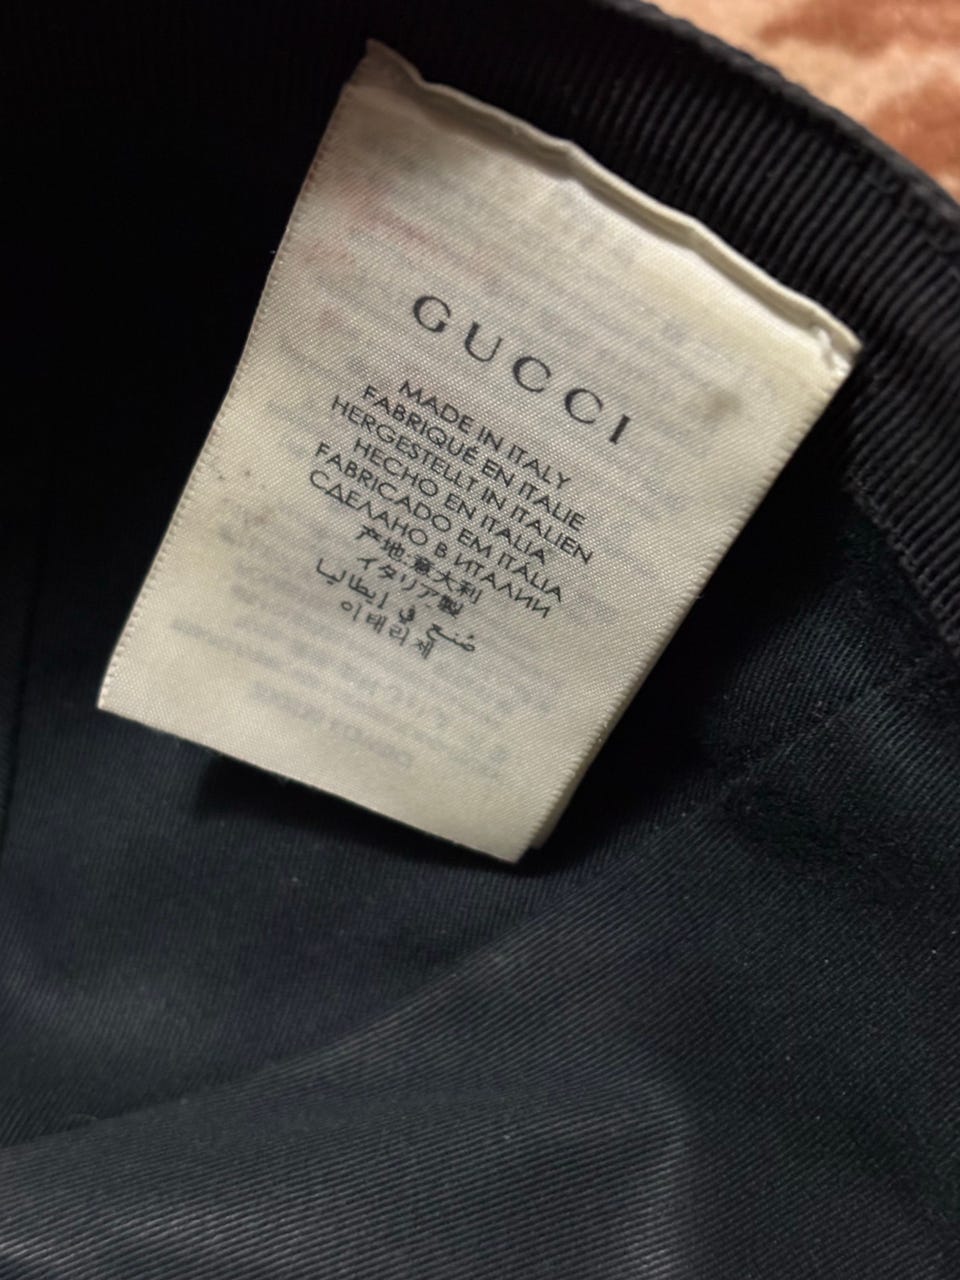 GUCCI
MADE IN ITALY
FABRIQUÉ EN ITALIE
HERGESTELLT IN ITALIEN
HECHO EN ITALIA
FABRICADO EM ITÁLIA
СДЕЛАНО В ИТАЛИИ
产地:意大利
イタリア製
صُنع في إيطاليا
이태리제